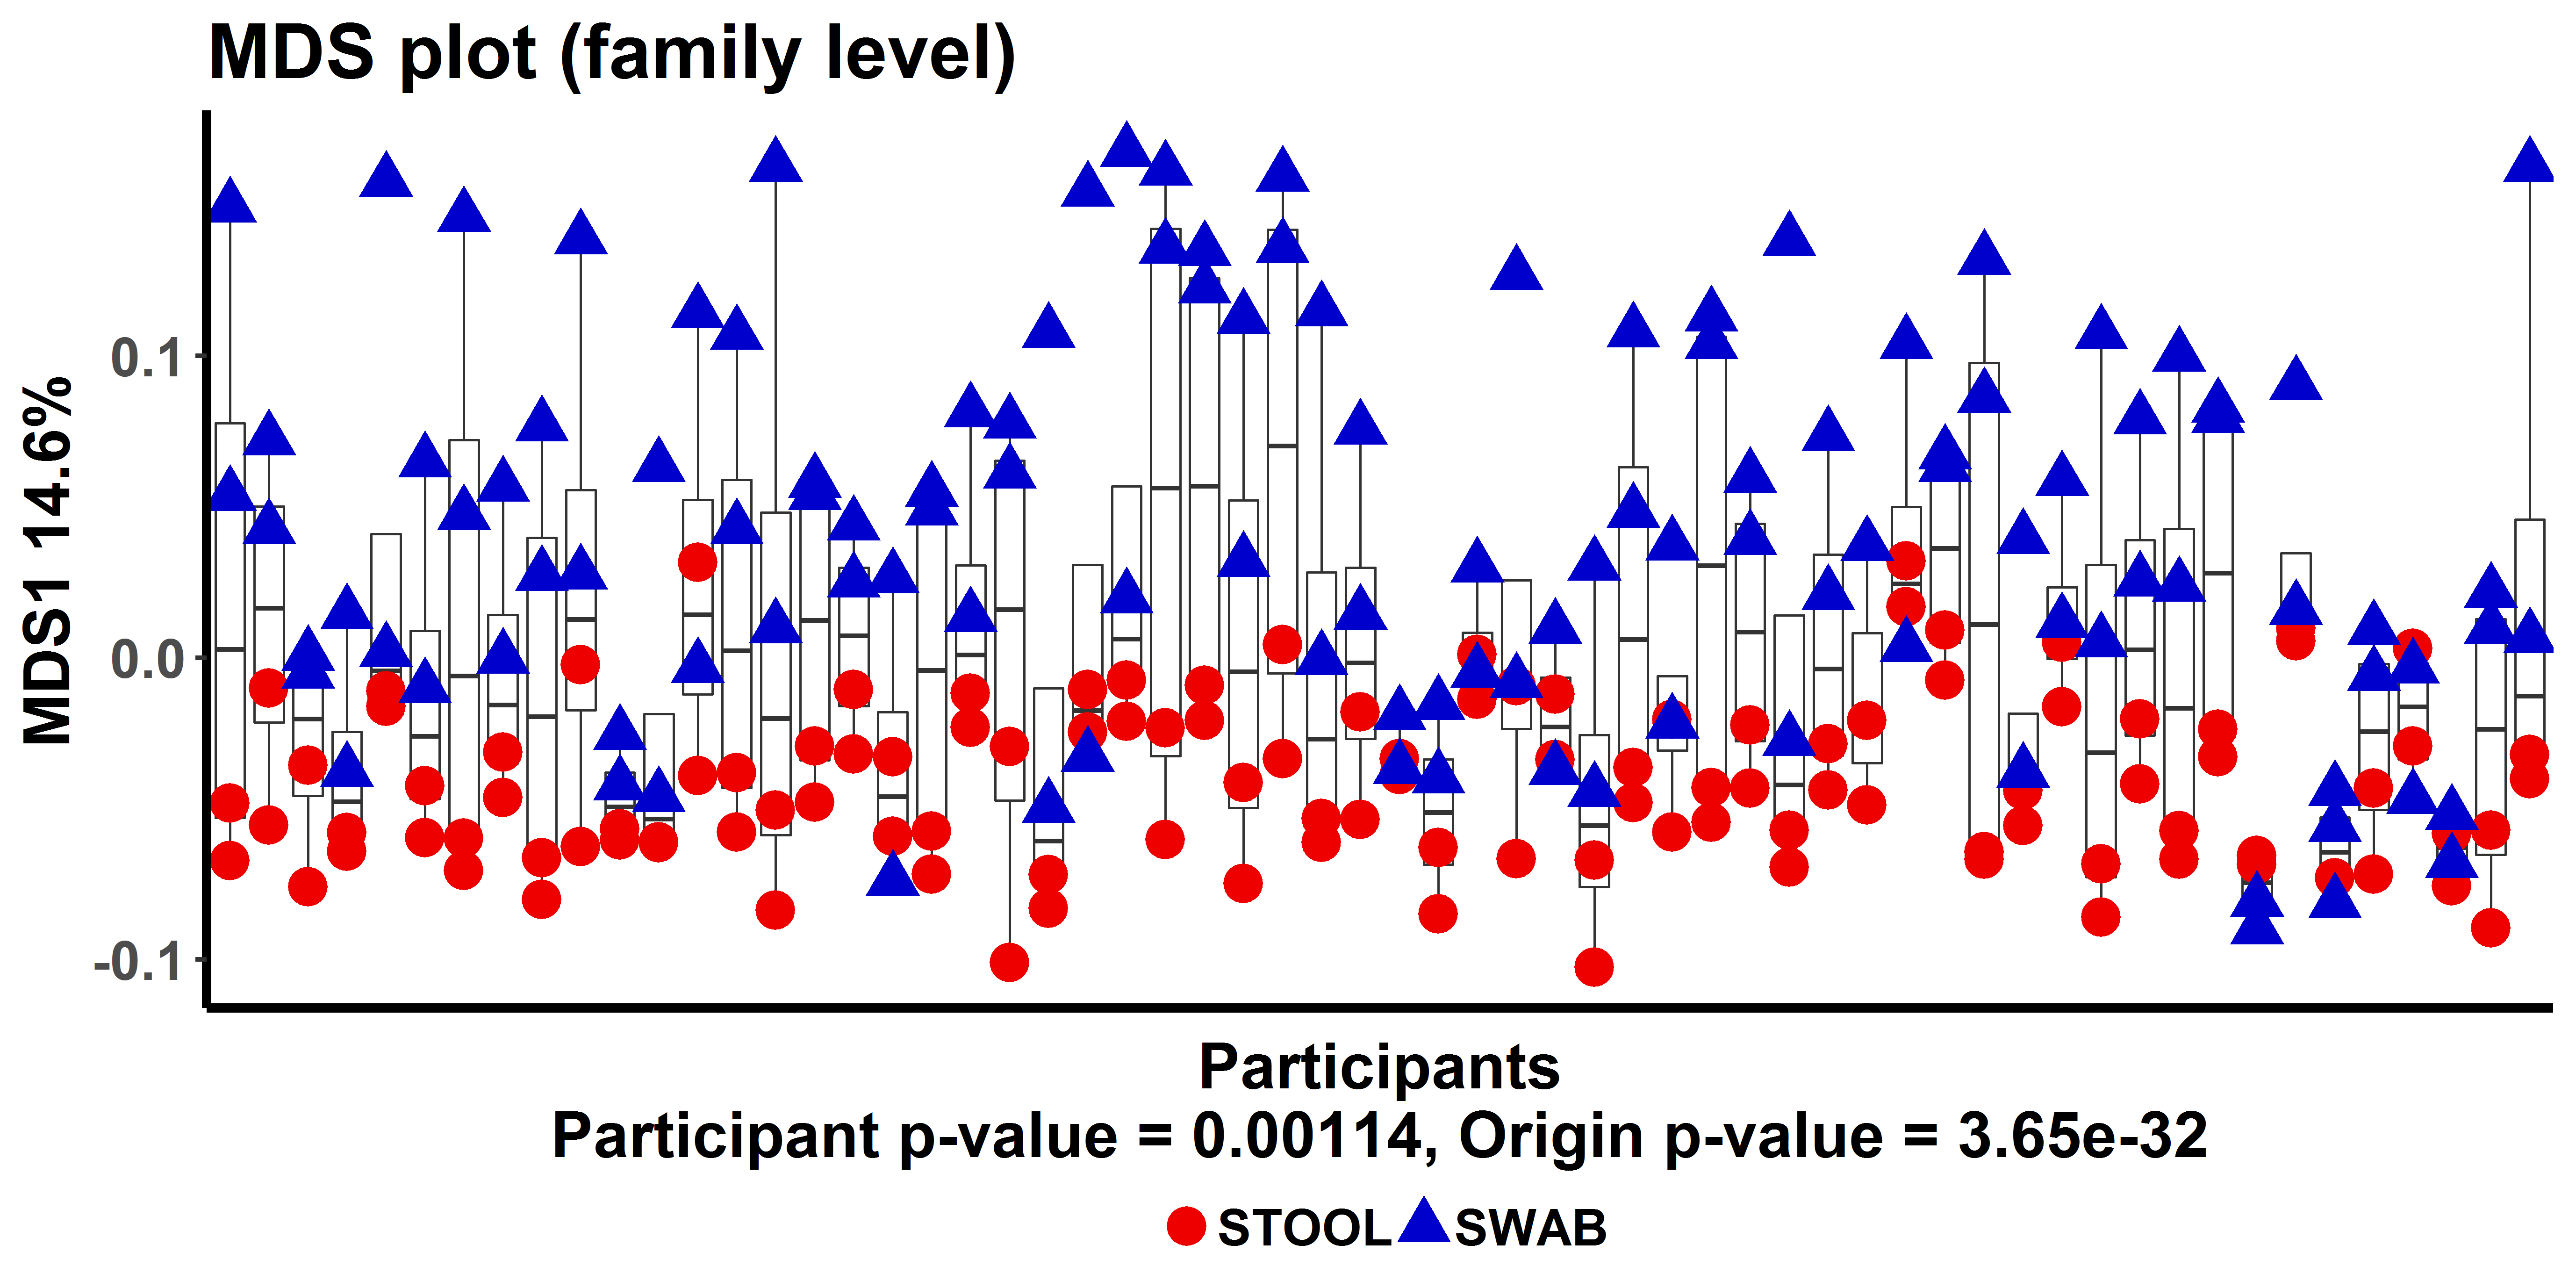 MDS plot (family level)
MDS1 14.6%
0.1
0.0
-0.1
Participants
Participant p-value = 0.00114, Origin p-value = 3.65e-32
STOOL SWAB